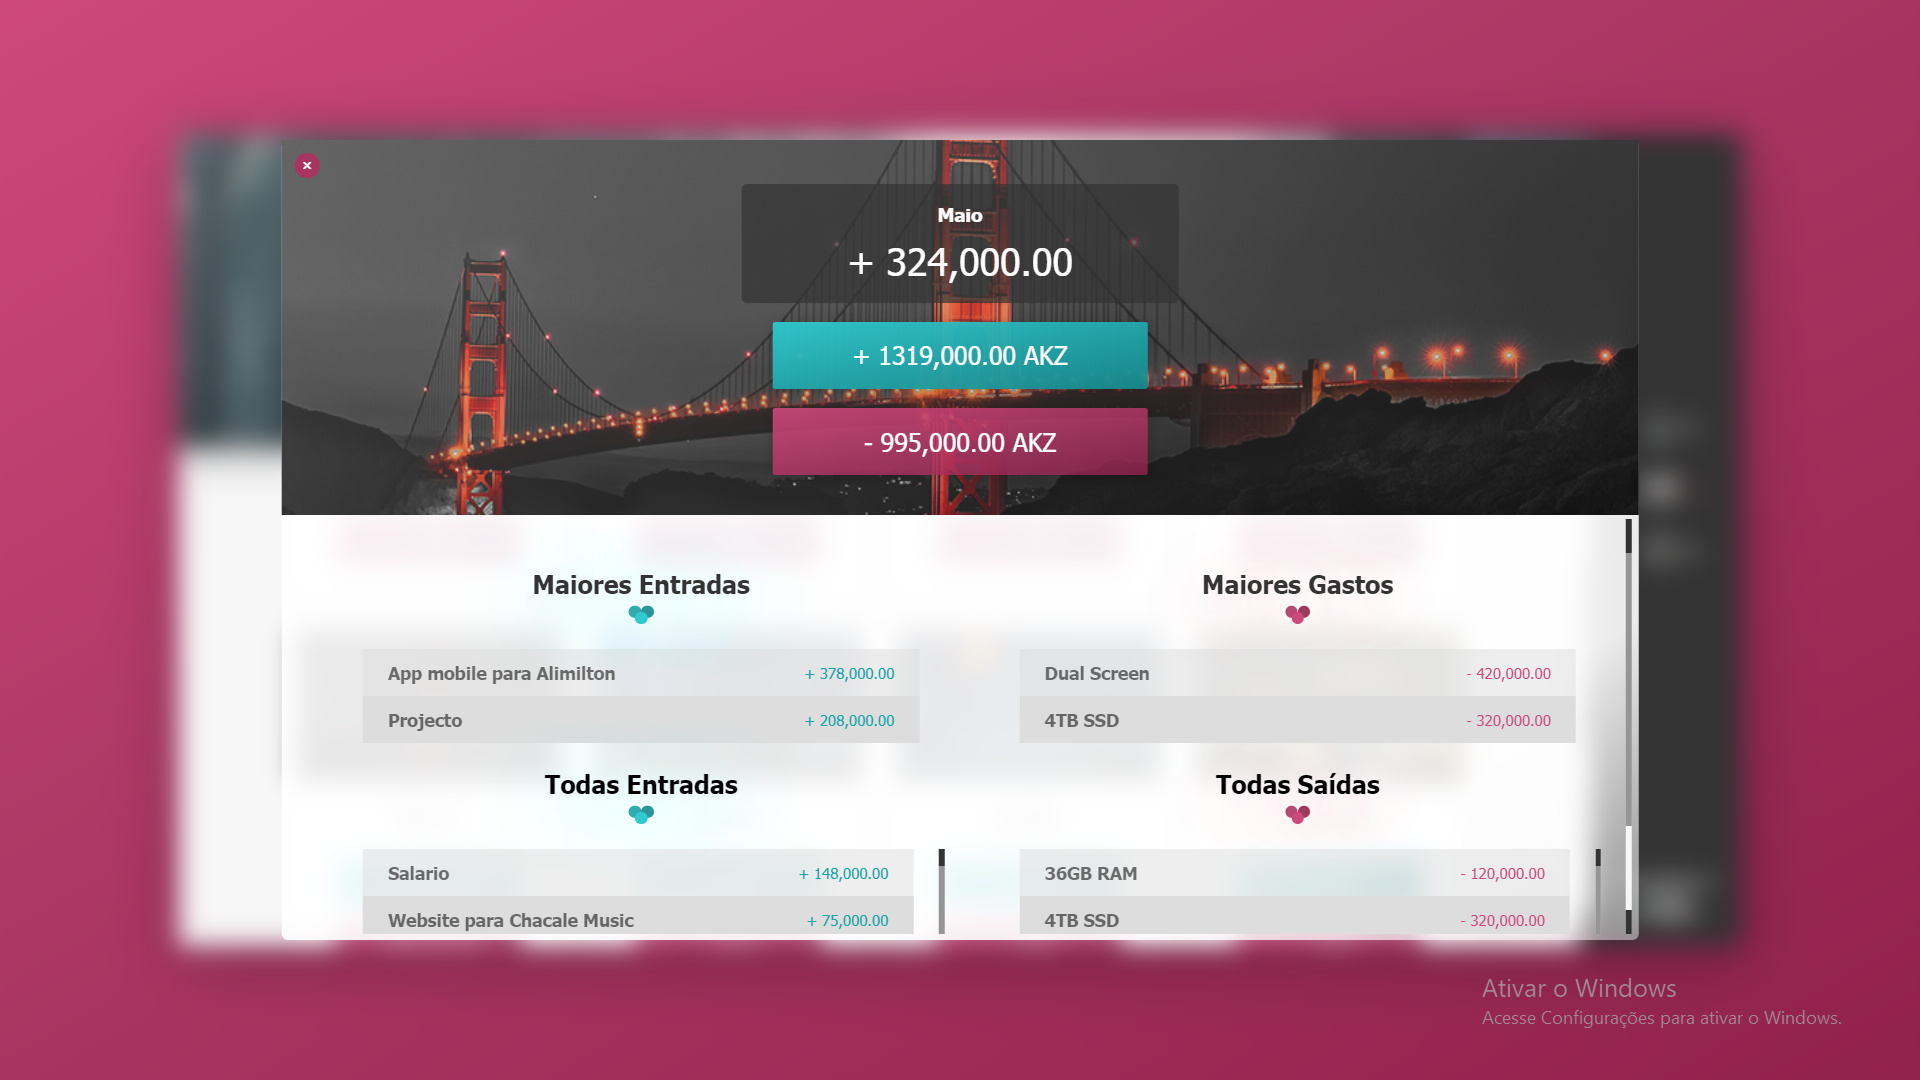 Maio
+ 324,000.00
+ 1319,000.00 AKZ
- 995,000.00 AKZ
Maiores Entradas
App mobile para Alimilton + 378,000.00
Projecto + 208,000.00
Maiores Gastos
Dual Screen - 420,000.00
4TB SSD - 320,000.00
Todas Entradas
Salario + 148,000.00
Website para Chacale Music + 75,000.00
Todas Saídas
36GB RAM - 120,000.00
4TB SSD - 320,000.00
Ativar o Windows
Acesse Configurações para ativar o Windows.